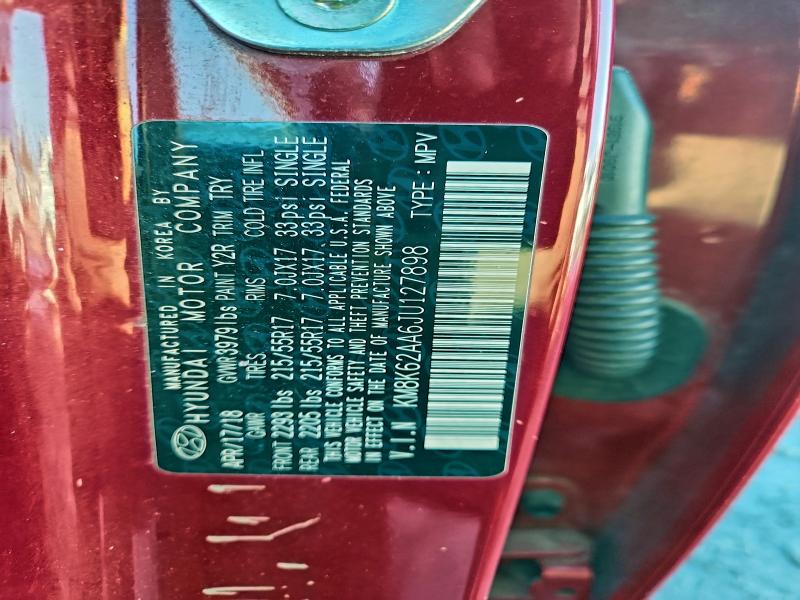 MANUFACTURED IN KOREA BY
HYUNDAI MOTOR COMPANY
APR/17/18 GVWR 3979 lbs PAINT Y2R TRIM TRY
GAWR TIRES RMS COLD TIRE INFL
FRONT 2293 lbs 215/55R17 7.0JX17 33psi SINGLE
REAR 2205 lbs 215/55R17 7.0JX17 33psi SINGLE
THIS VEHICLE CONFORMS TO ALL APPLICABLE U.S.A. FEDERAL
MOTOR VEHICLE SAFETY AND THEFT PREVENTION STANDARDS
IN EFFECT ON THE DATE OF MANUFACTURE SHOWN ABOVE
V.I.N KM8K62AA6JU127898 TYPE : MPV